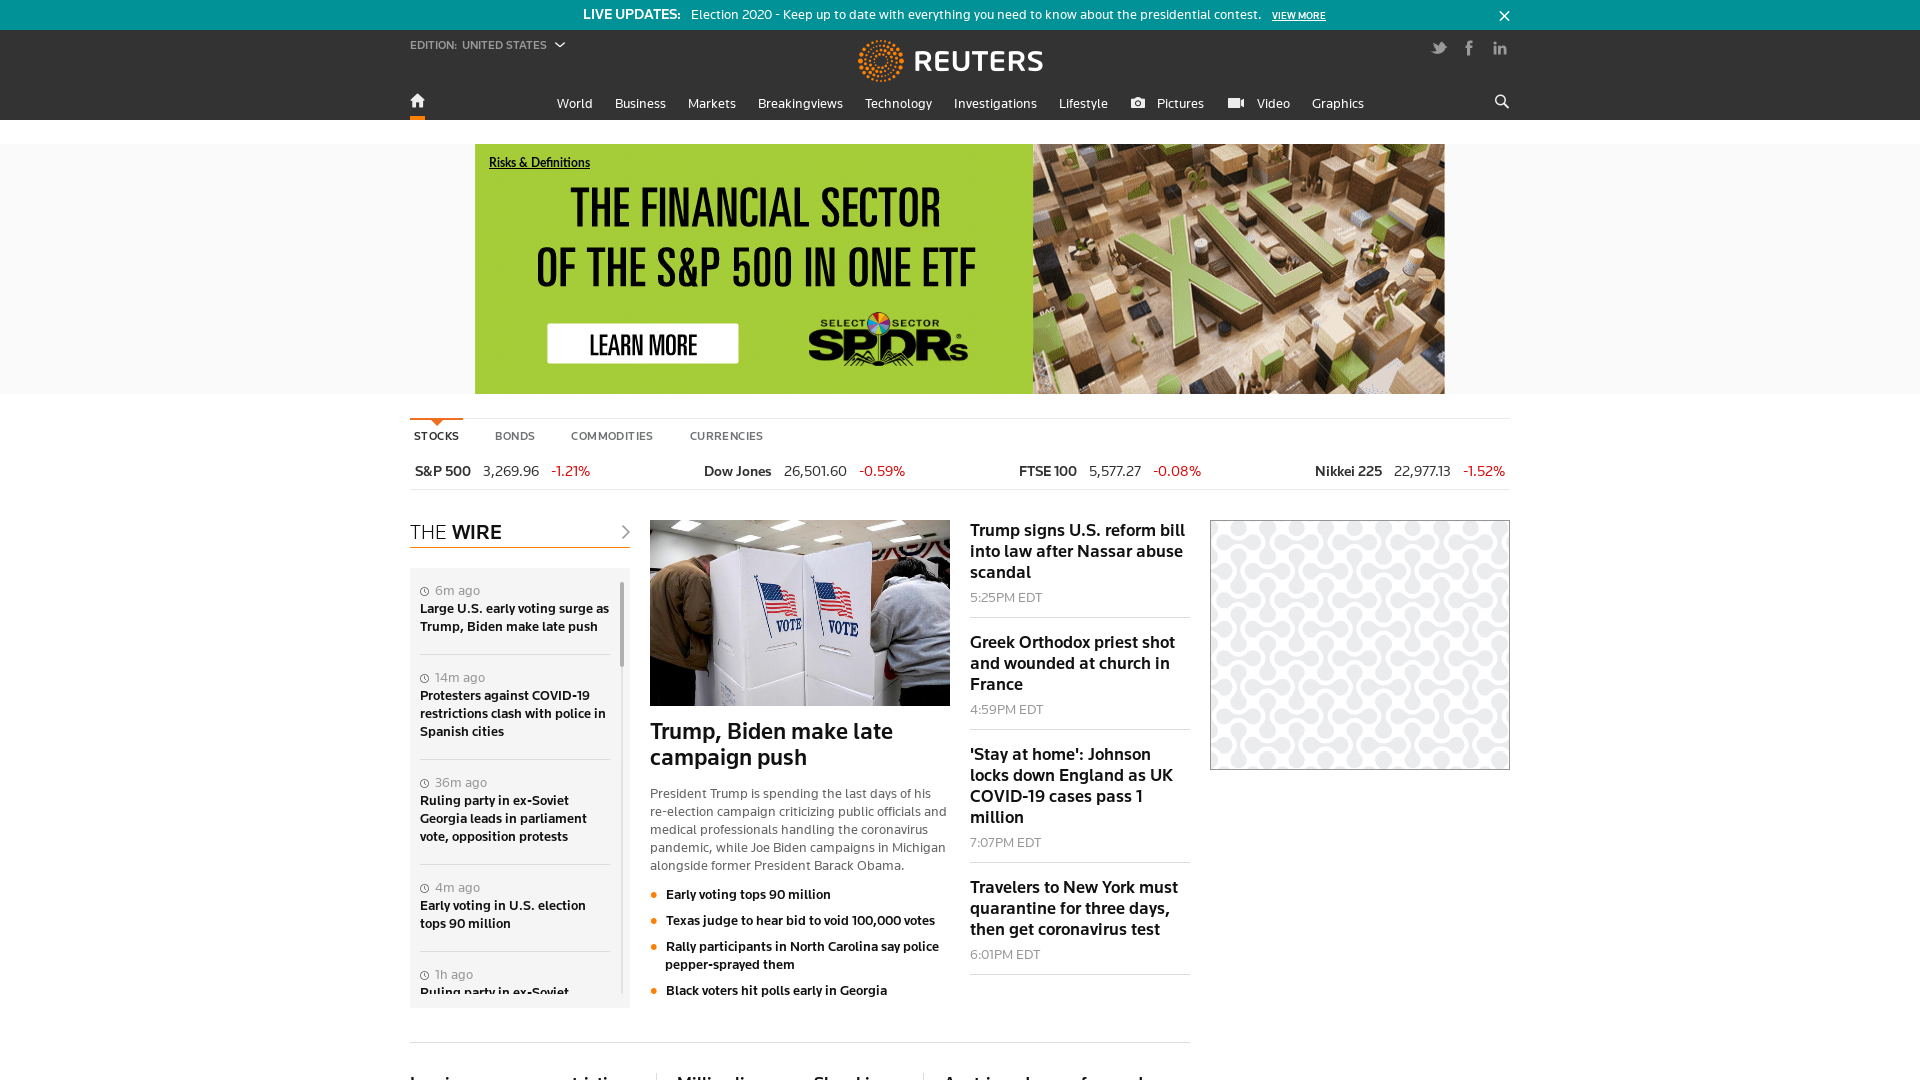 LIVE UPDATES: Election 2020 - Keep up to date with everything you need to know about the presidential contest. VIEW MORE
EDITION: UNITED STATES
REUTERS
World Business Markets Breakingviews Technology Investigations Lifestyle Pictures Video Graphics
Risks & Definitions
THE FINANCIAL SECTOR
OF THE S&P 500 IN ONE ETF
LEARN MORE
SELECT SECTOR
SPDRs®
XLF
STOCKS BONDS COMMODITIES CURRENCIES
S&P 500 3,269.96 -1.21% Dow Jones 26,501.60 -0.59% FTSE 100 5,577.27 -0.08% Nikkei 225 22,977.13 -1.52%
THE WIRE
6m ago
Large U.S. early voting surge as
Trump, Biden make late push
14m ago
Protesters against COVID-19
restrictions clash with police in
Spanish cities
36m ago
Ruling party in ex-Soviet
Georgia leads in parliament
vote, opposition protests
4m ago
Early voting in U.S. election
tops 90 million
1h ago
Ruling party in ex-Soviet
VOTE VOTE
Trump, Biden make late
campaign push
President Trump is spending the last days of his
re-election campaign criticizing public officials and
medical professionals handling the coronavirus
pandemic, while Joe Biden campaigns in Michigan
alongside former President Barack Obama.
Early voting tops 90 million
Texas judge to hear bid to void 100,000 votes
Rally participants in North Carolina say police
pepper-sprayed them
Black voters hit polls early in Georgia
Trump signs U.S. reform bill
into law after Nassar abuse
scandal
5:25PM EDT
Greek Orthodox priest shot
and wounded at church in
France
4:59PM EDT
'Stay at home': Johnson
locks down England as UK
COVID-19 cases pass 1
million
7:07PM EDT
Travelers to New York must
quarantine for three days,
then get coronavirus test
6:01PM EDT